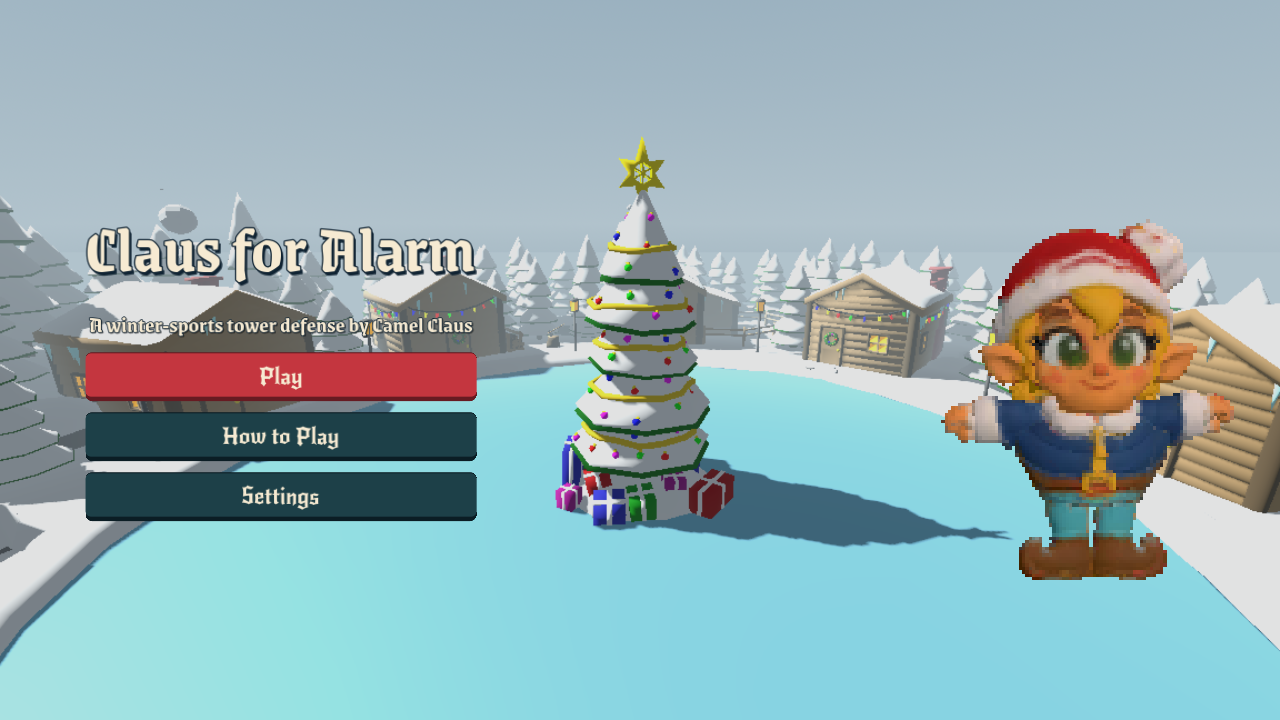 Claus for Alarm
A winter-sports tower defense by Camel Claus
Play
How to Play
Settings